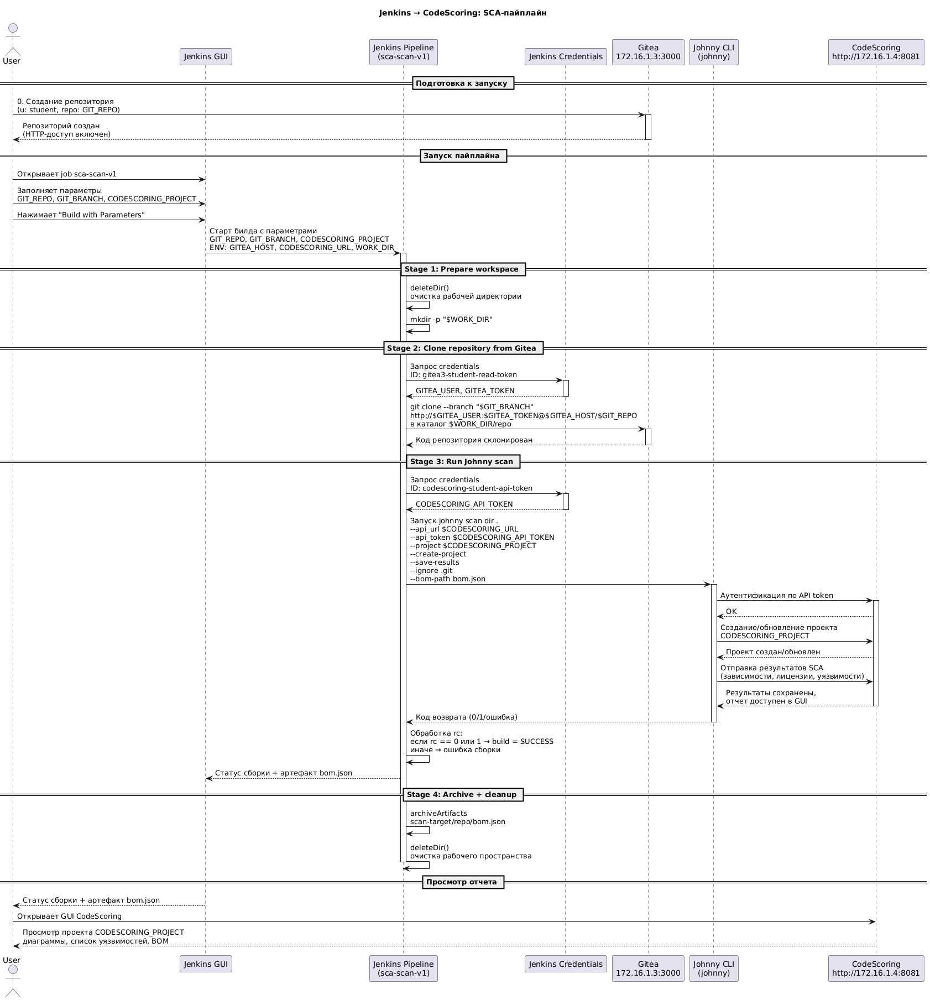 Jenkins → CodeScoring: SCA-пайплайн
User
Jenkins GUI
Jenkins Pipeline
(sca-scan-v1)
Jenkins Credentials
Gitea
172.16.1.3:3000
Johnny CLI
(johnny)
CodeScoring
http://172.16.1.4:8081
Подготовка к запуску
0. Создание репозитория
(u: student, repo: GIT_REPO)
Репозиторий создан
(HTTP-доступ включен)
Запуск пайплайна
Открывает job sca-scan-v1
Заполняет параметры
GIT_REPO, GIT_BRANCH, CODESCORING_PROJECT
Нажимает "Build with Parameters"
Старт билда с параметрами
GIT_REPO, GIT_BRANCH, CODESCORING_PROJECT
ENV: GITEA_HOST, CODESCORING_URL, WORK_DIR
Stage 1: Prepare workspace
deleteDir()
очистка рабочей директории
mkdir -p "$WORK_DIR"
Stage 2: Clone repository from Gitea
Запрос credentials
ID: gitea3-student-read-token
GITEA_USER, GITEA_TOKEN
git clone --branch "$GIT_BRANCH"
http://$GITEA_USER:$GITEA_TOKEN@$GITEA_HOST/$GIT_REPO
в каталог $WORK_DIR/repo
Код репозитория склонирован
Stage 3: Run Johnny scan
Запрос credentials
ID: codescoring-student-api-token
CODESCORING_API_TOKEN
Запуск johnny scan dir .
--api_url $CODESCORING_URL
--api_token $CODESCORING_API_TOKEN
--project $CODESCORING_PROJECT
--create-project
--save-results
--ignore .git
--bom-path bom.json
Аутентификация по API token
OK
Создание/обновление проекта
CODESCORING_PROJECT
Проект создан/обновлен
Отправка результатов SCA
(зависимости, лицензии, уязвимости)
Результаты сохранены,
отчет доступен в GUI
Код возврата (0/1/ошибка)
Обработка rc:
если rc == 0 или 1 → build = SUCCESS
иначе → ошибка сборки
Статус сборки + артефакт bom.json
Stage 4: Archive + cleanup
archiveArtifacts
scan-target/repo/bom.json
deleteDir()
очистка рабочего пространства
Просмотр отчета
Статус сборки + артефакт bom.json
Открывает GUI CodeScoring
Просмотр проекта CODESCORING_PROJECT
диаграммы, список уязвимостей, BOM
User
Jenkins GUI
Jenkins Pipeline
(sca-scan-v1)
Jenkins Credentials
Gitea
172.16.1.3:3000
Johnny CLI
(johnny)
CodeScoring
http://172.16.1.4:8081